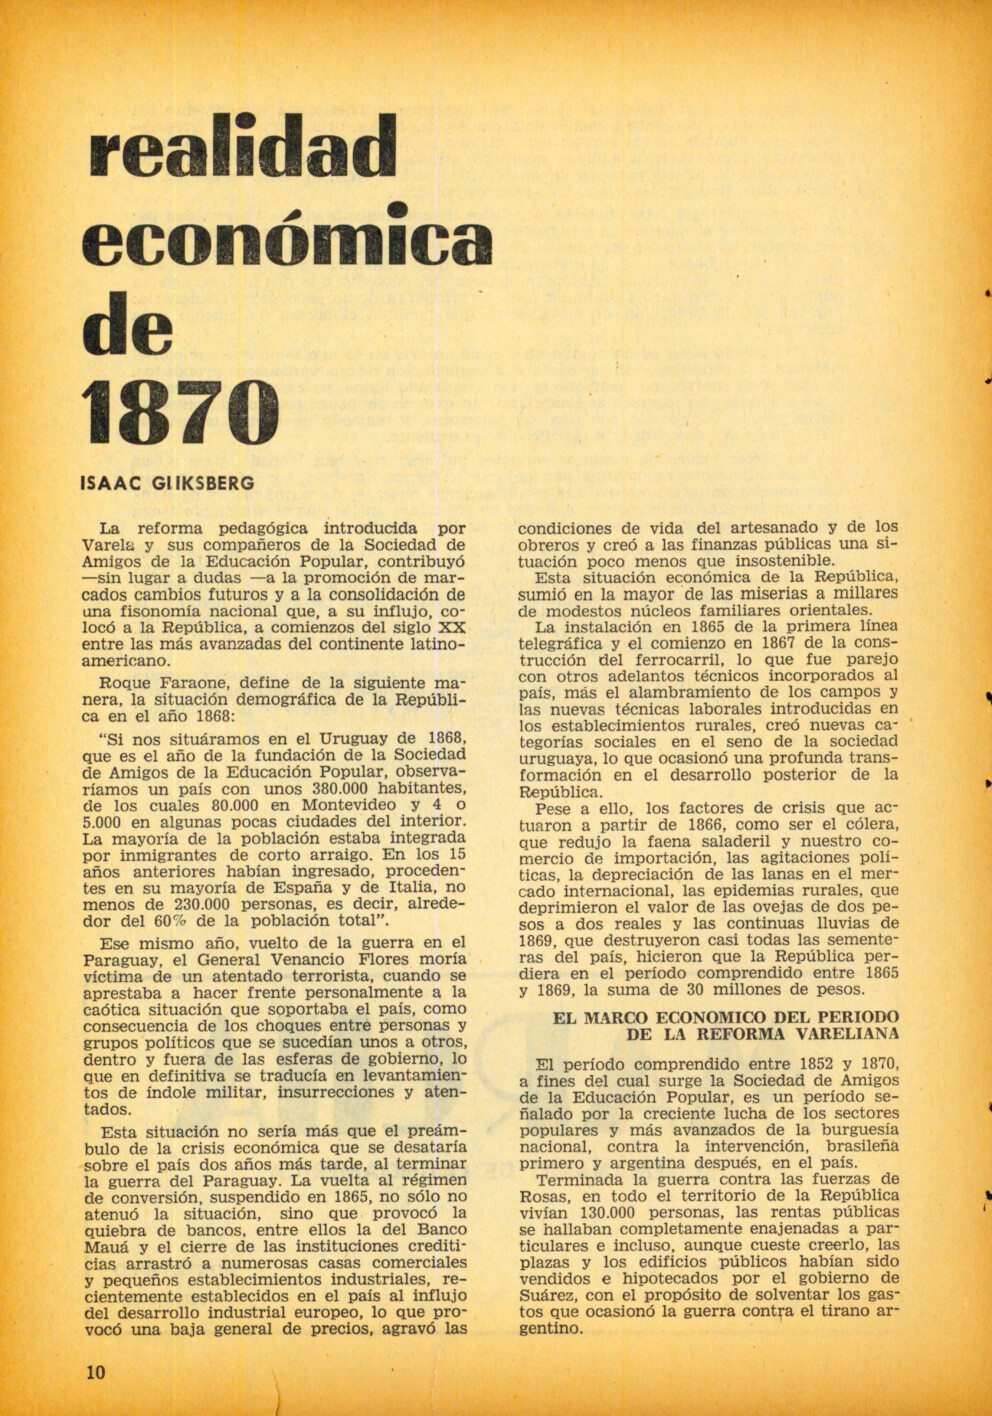 realidad
económica
de
1870
ISAAC GLIKSBERG
La reforma pedagógica introducida por
Varela y sus compañeros de la Sociedad de
Amigos de la Educación Popular, contribuyó
—sin lugar a dudas —a la promoción de mar-
cados cambios futuros y a la consolidación de
una fisonomía nacional que, a su influjo, co-
locó a la República, a comienzos del siglo XX
entre las más avanzadas del continente latino-
americano.
Roque Faraone, define de la siguiente ma-
nera, la situación demográfica de la Repúbli-
ca en el año 1868:
"Si nos situáramos en el Uruguay de 1868,
que es el año de la fundación de la Sociedad
de Amigos de la Educación Popular, observa-
ríamos un país con unos 380.000 habitantes,
de los cuales 80.000 en Montevideo y 4 o
5.000 en algunas pocas ciudades del interior.
La mayoría de la población estaba integrada
por inmigrantes de corto arraigo. En los 15
años anteriores habían ingresado, proceden-
tes en su mayoría de España y de Italia, no
menos de 230.000 personas, es decir, alrede-
dor del 60% de la población total".
Ese mismo año, vuelto de la guerra en el
Paraguay, el General Venancio Flores moría
víctima de un atentado terrorista, cuando se
aprestaba a hacer frente personalmente a la
caótica situación que soportaba el país, como
consecuencia de los choques entre personas y
grupos políticos que se sucedían unos a otros,
dentro y fuera de las esferas de gobierno, lo
que en definitiva se traducía en levantamien-
tos de índole militar, insurrecciones y aten-
tados.
Esta situación no sería más que el preám-
bulo de la crisis económica que se desataría
sobre el país dos años más tarde, al terminar
la guerra del Paraguay. La vuelta al régimen
de conversión, suspendido en 1865, no sólo no
atenuó la situación, sino que provocó la
quiebra de bancos, entre ellos la del Banco
Mauá y el cierre de las instituciones crediti-
cias arrastró a numerosas casas comerciales
y pequeños establecimientos industriales, re-
cientemente establecidos en el país al influjo
del desarrollo industrial europeo, lo que pro-
vocó una baja general de precios, agravó las
condiciones de vida del artesanado y de los
obreros y creó a las finanzas públicas una si-
tuación poco menos que insostenible.
Esta situación económica de la República,
sumió en la mayor de las miserias a millares
de modestos núcleos familiares orientales.
La instalación en 1865 de la primera línea
telegráfica y el comienzo en 1867 de la cons-
trucción del ferrocarril, lo que fue parejo
con otros adelantos técnicos incorporados al
país, más el alambramiento de los campos y
las nuevas técnicas laborales introducidas en
los establecimientos rurales, creó nuevas ca-
tegorías sociales en el seno de la sociedad
uruguaya, lo que ocasionó una profunda trans-
formación en el desarrollo posterior de la
República.
Pese a ello, los factores de crisis que ac-
tuaron a partir de 1866, como ser el cólera,
que redujo la faena saladeril y nuestro co-
mercio de importación, las agitaciones polí-
ticas, la depreciación de las lanas en el mer-
cado internacional, las epidemias rurales, que
deprimieron el valor de las ovejas de dos pe-
sos a dos reales y las continuas lluvias de
1869, que destruyeron casi todas las semente-
ras del país, hicieron que la República per-
diera en el período comprendido entre 1865
y 1869, la suma de 30 millones de pesos.
EL MARCO ECONOMICO DEL PERIODO
DE LA REFORMA VARELIANA
El período comprendido entre 1852 y 1870,
a fines del cual surge la Sociedad de Amigos
de la Educación Popular, es un período se-
ñalado por la creciente lucha de los sectores
populares y más avanzados de la burguesía
nacional, contra la intervención, brasileña
primero y argentina después, en el país.
Terminada la guerra contra las fuerzas de
Rosas, en todo el territorio de la República
vivían 130.000 personas, las rentas públicas
se hallaban completamente enajenadas a par-
ticulares e incluso, aunque cueste creerlo, las
plazas y los edificios públicos habían sido
vendidos e hipotecados por el gobierno de
Suárez, con el propósito de solventar los gas-
tos que ocasionó la guerra contra el tirano ar-
gentino.
10